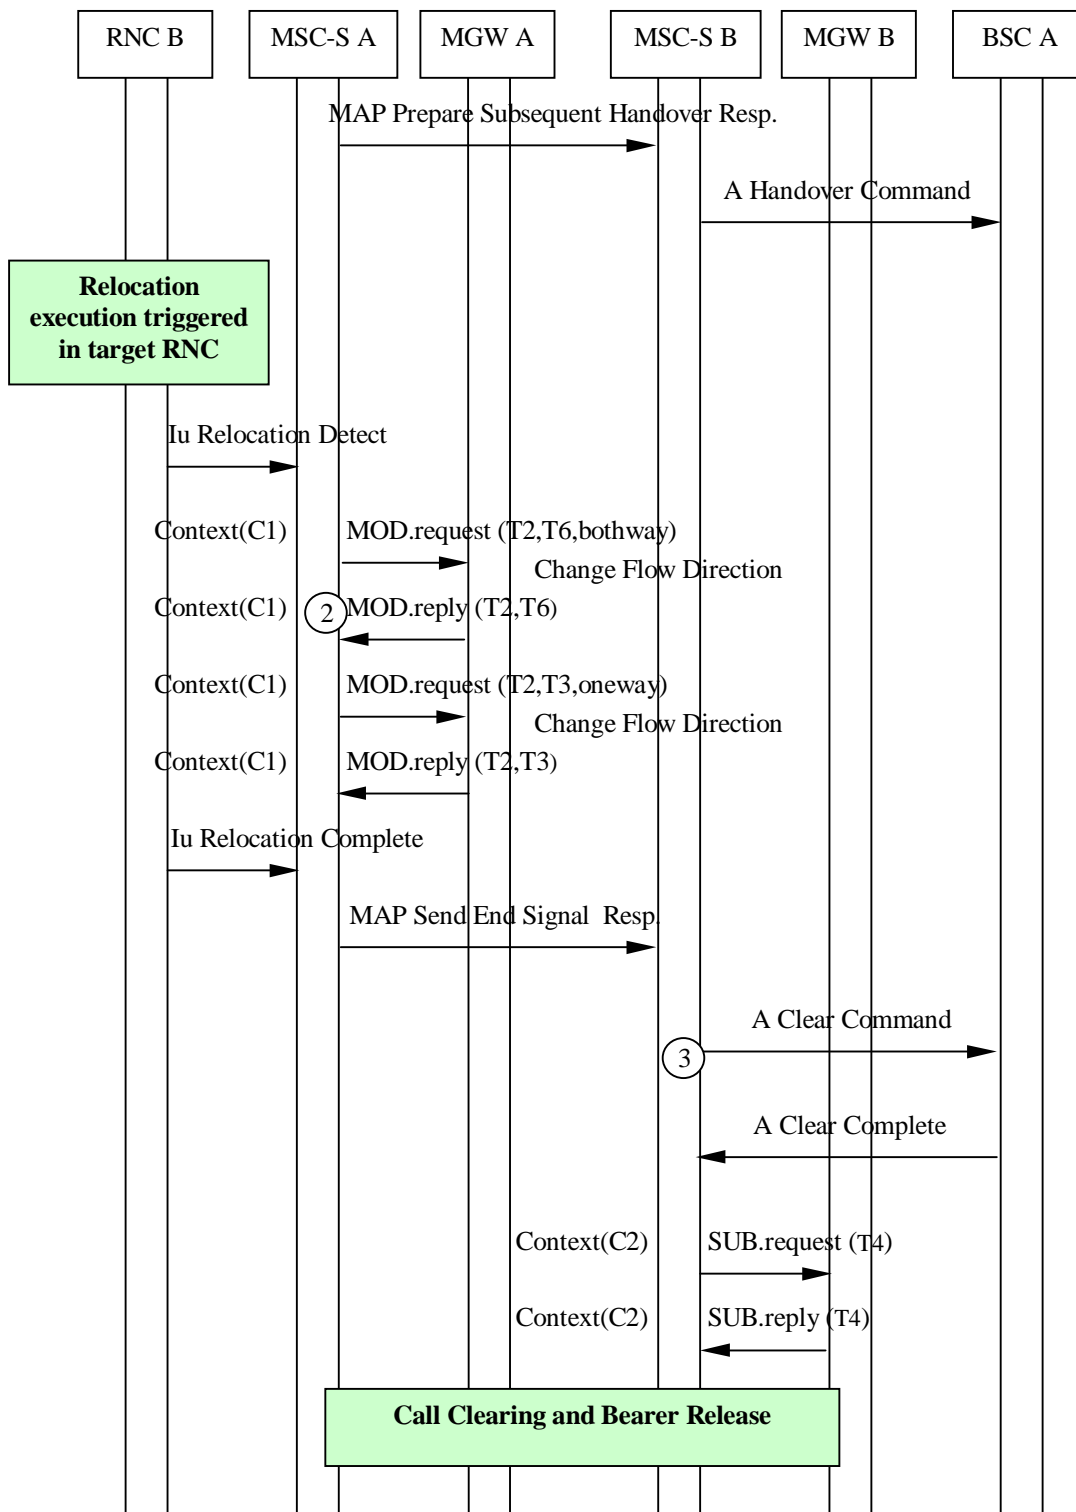 RNC B
MSC-S A
MGW A
MSC-S B
MGW B
BSC A
MAP Prepare Subsequent Handover Resp.
A Handover Command
Relocation
execution triggered
in target RNC
Iu Relocation Detect
Context(C1)
MOD.request (T2,T6,bothway)
Change Flow Direction
Context(C1)
2
MOD.reply (T2,T6)
Context(C1)
MOD.request (T2,T3,oneway)
Change Flow Direction
Context(C1)
MOD.reply (T2,T3)
Iu Relocation Complete
MAP Send End Signal Resp.
A Clear Command
3
A Clear Complete
Context(C2)
SUB.request (T4)
Context(C2)
SUB.reply (T4)
Call Clearing and Bearer Release